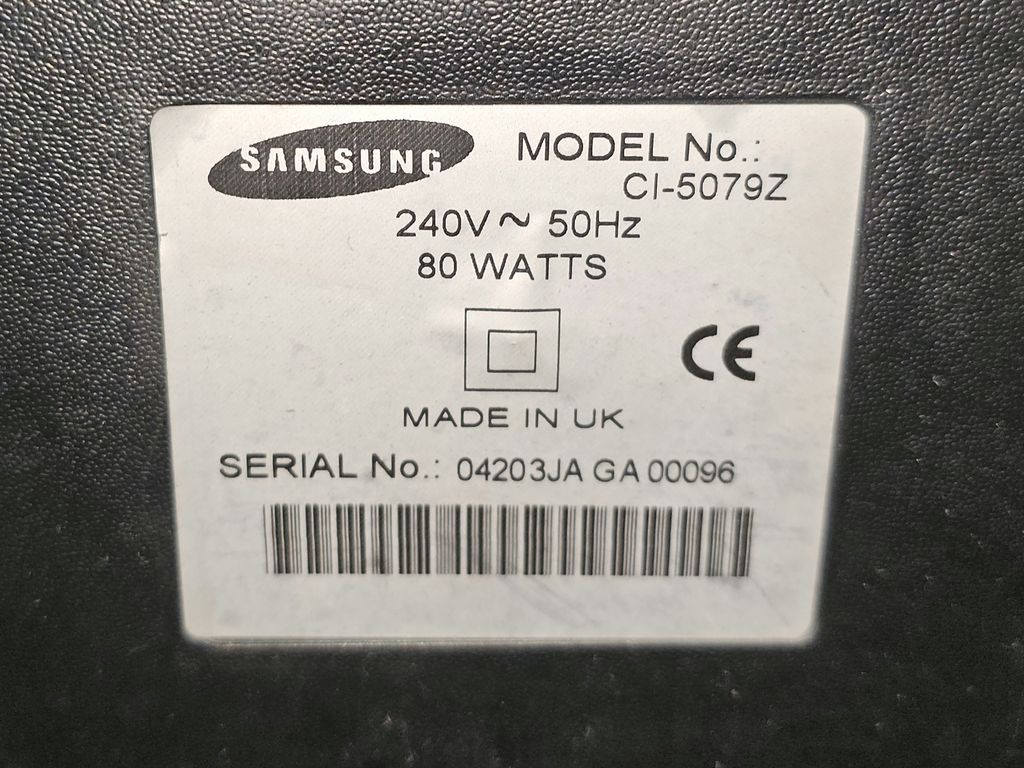 SAMSUNG
MODEL No.:
CI-5079Z
240V~ 50Hz
80 WATTS
CE
MADE IN UK
SERIAL No.: 04203JA GA 00096